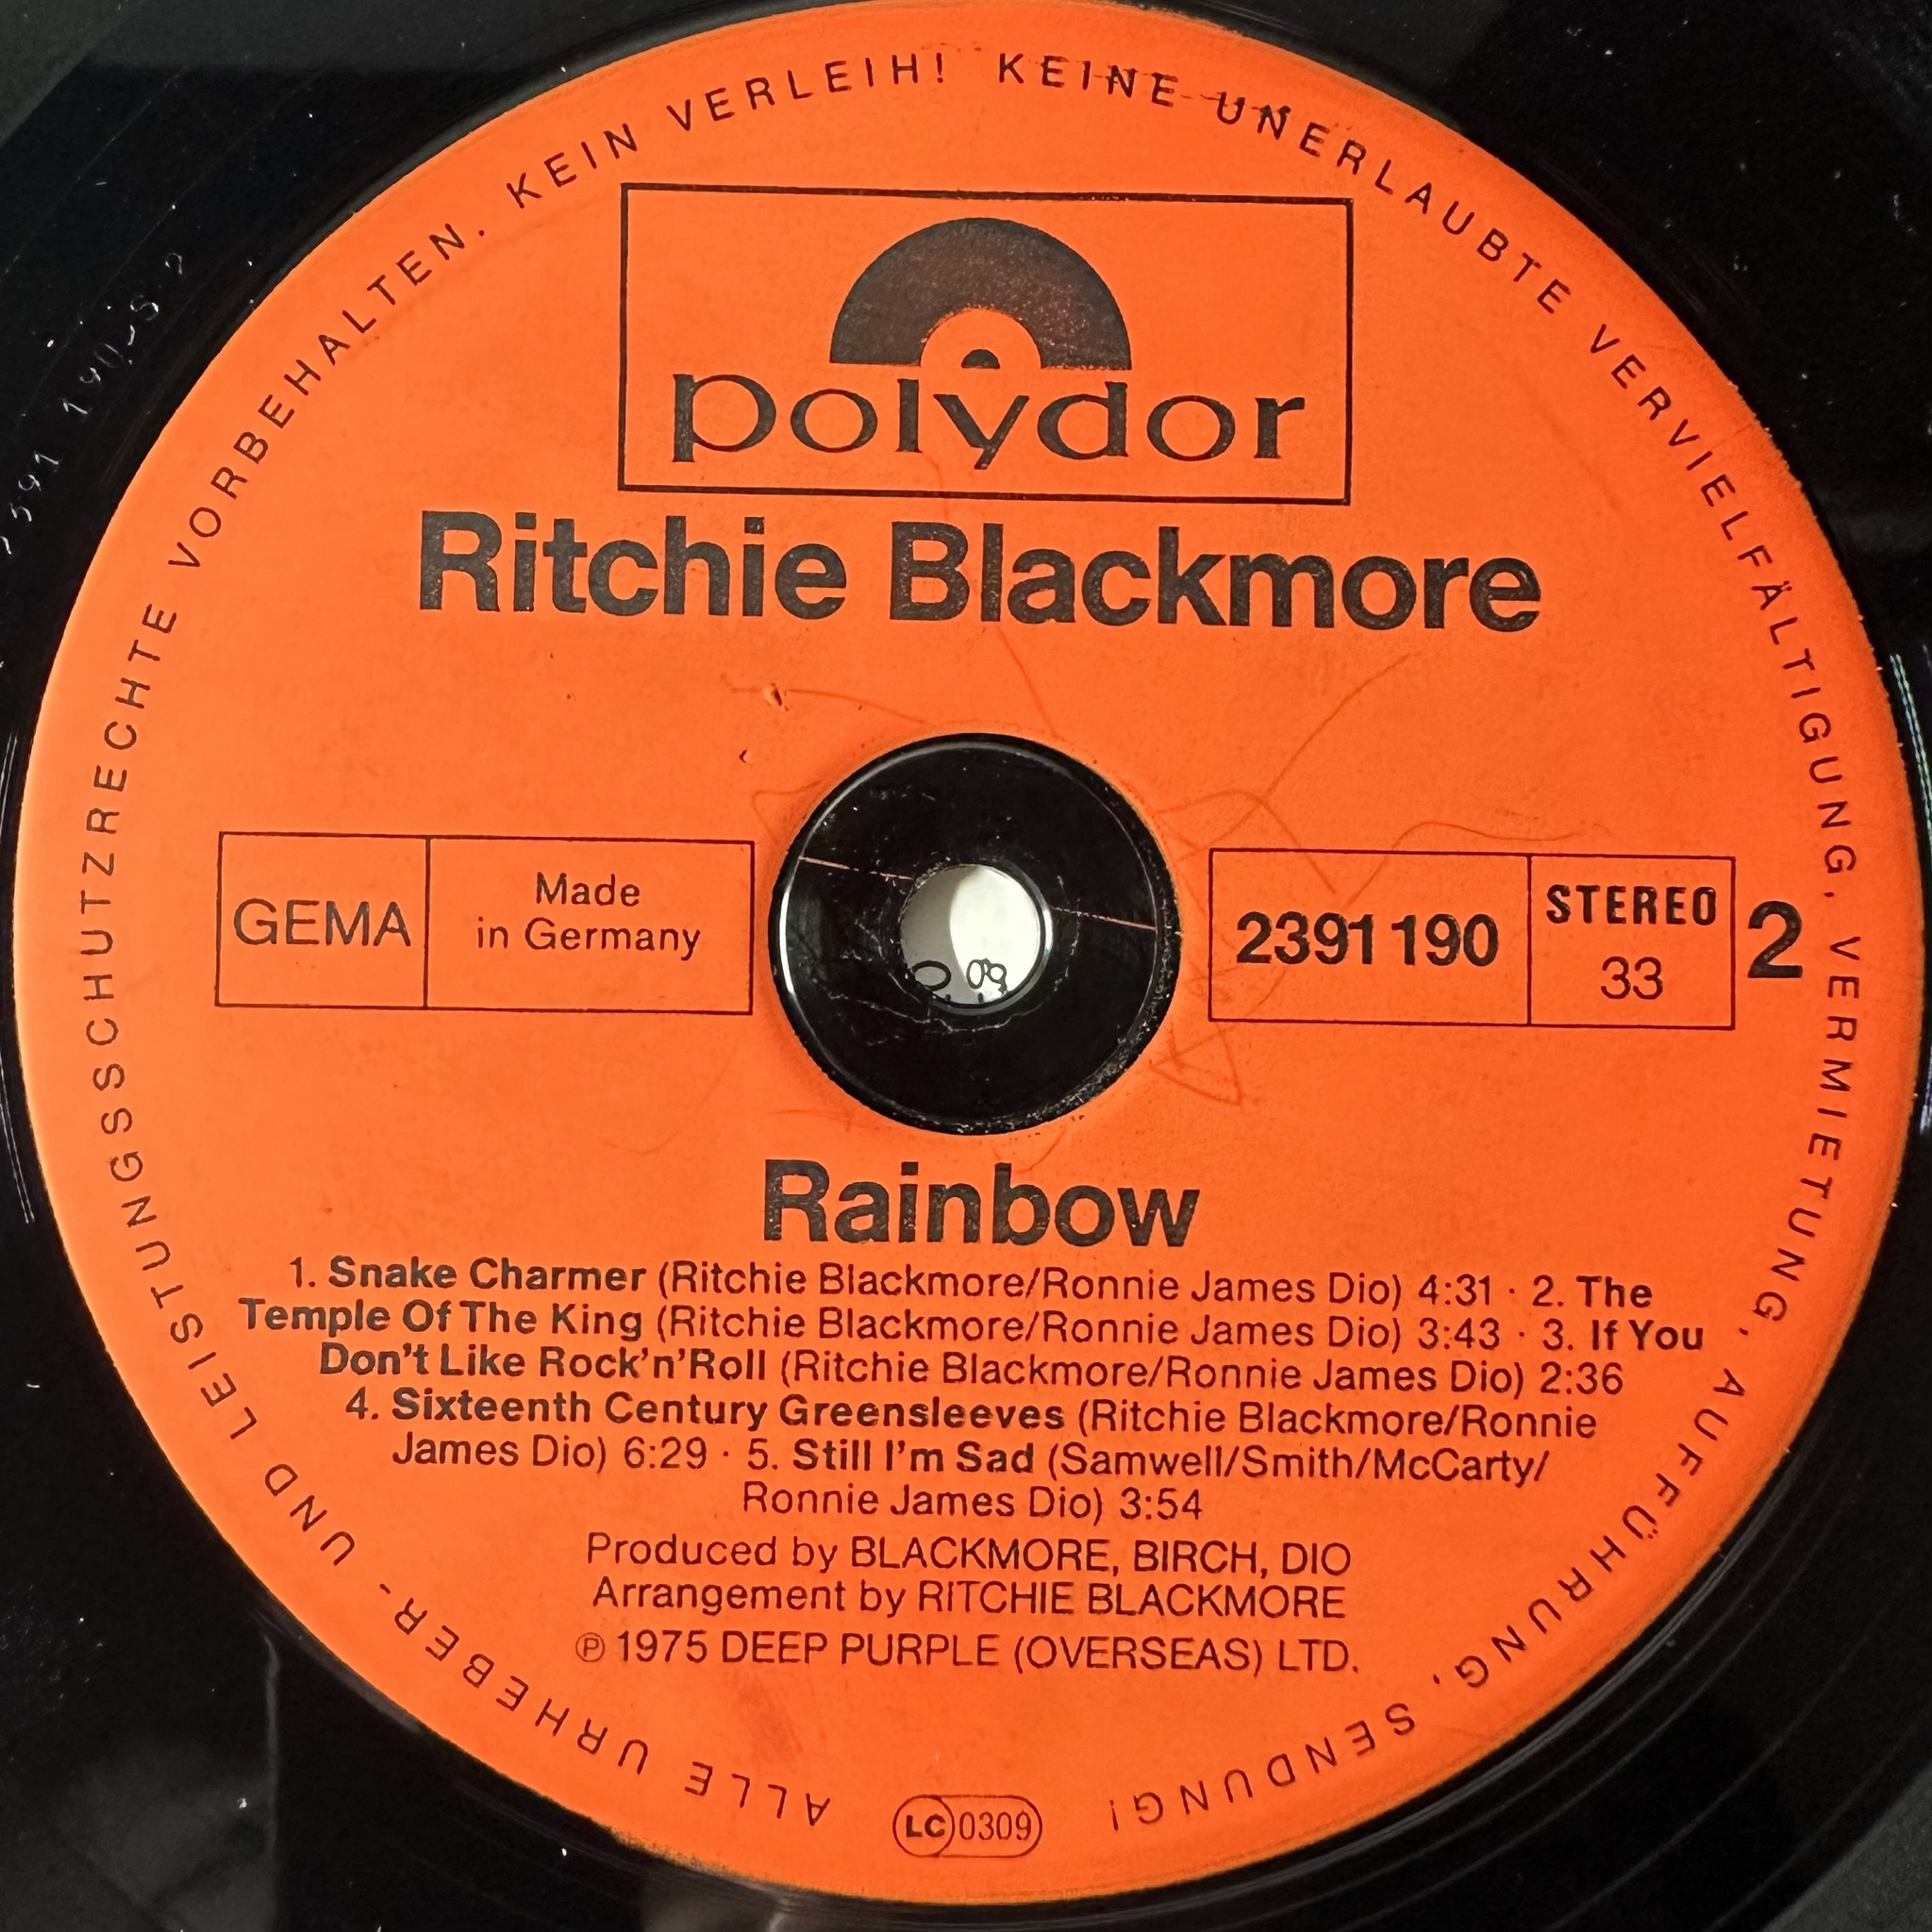 ALLE URHEBER- UND LEISTUNGSSCHUTZRECHTE VORBEHALTEN. KEIN VERLEIH! KEINE UNERLAUBTE VERVIELFÄLTIGUNG, VERMIETUNG, AUFFÜHRUNG, SENDUNG!
polydor
Ritchie Blackmore
GEMA
Made
in Germany
2391 190
STEREO
33
2
Rainbow
1. Snake Charmer (Ritchie Blackmore/Ronnie James Dio) 4:31 · 2. The
Temple Of The King (Ritchie Blackmore/Ronnie James Dio) 3:43 · 3. If You
Don't Like Rock'n'Roll (Ritchie Blackmore/Ronnie James Dio) 2:36
4. Sixteenth Century Greensleeves (Ritchie Blackmore/Ronnie
James Dio) 6:29 · 5. Still I'm Sad (Samwell/Smith/McCarty/
Ronnie James Dio) 3:54
Produced by BLACKMORE, BIRCH, DIO
Arrangement by RITCHIE BLACKMORE
℗ 1975 DEEP PURPLE (OVERSEAS) LTD.
LC 0309